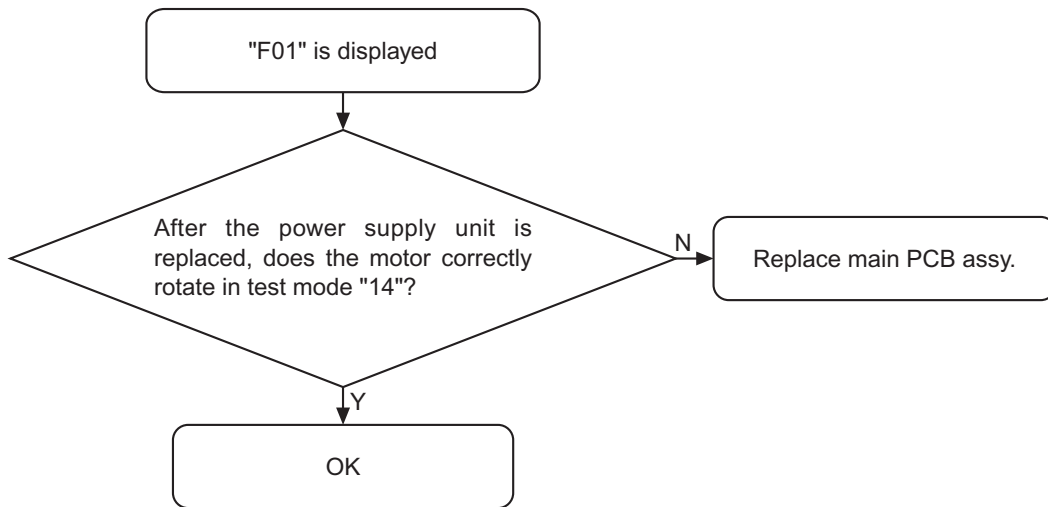 "F01" is displayed
After the power supply unit is
replaced, does the motor correctly
rotate in test mode "14"?
N
Replace main PCB assy.
Y
OK